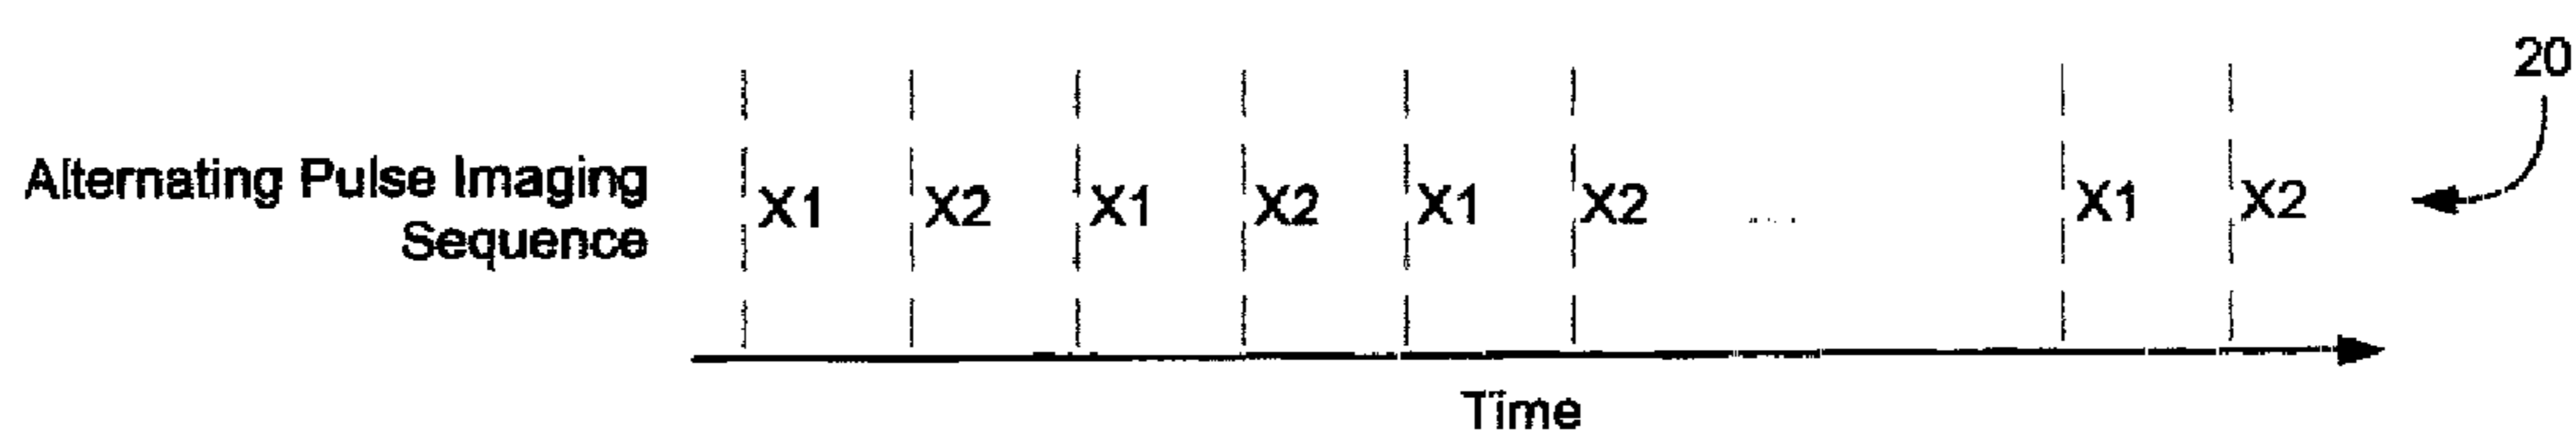 20
Alternating Pulse Imaging
Sequence
X1 X2 X1 X2 X1 X2 ... X1 X2
Time